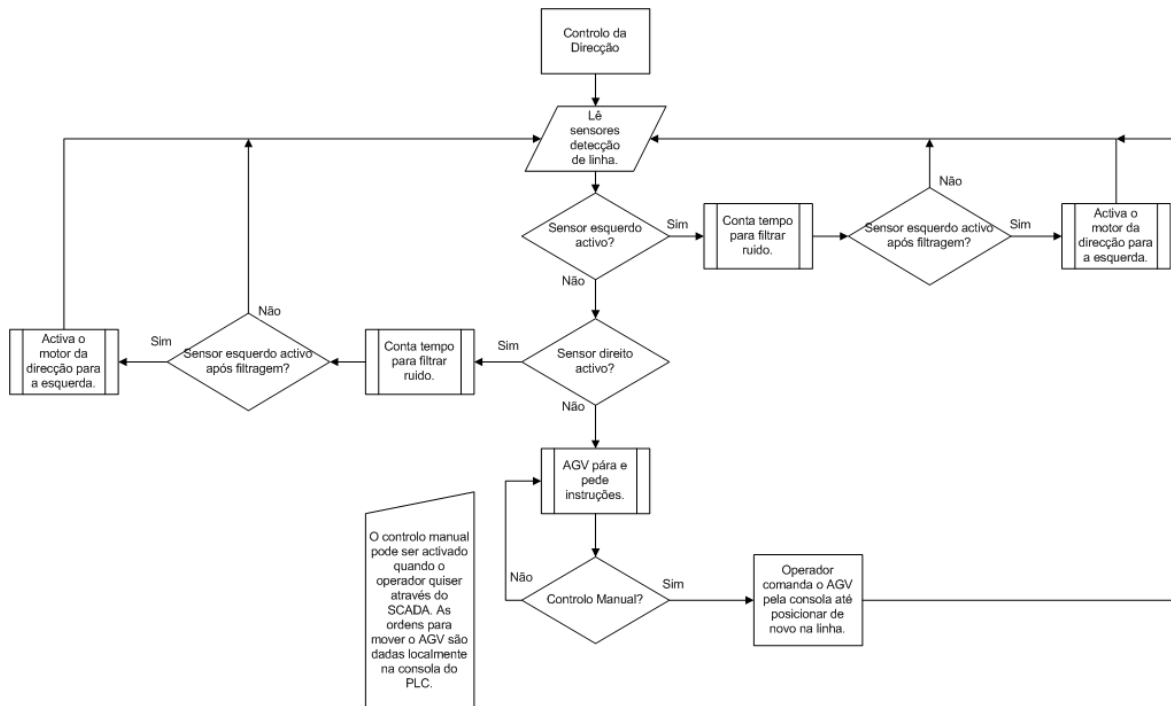 Controlo da
Direcção
Lê
sensores
detecção
de linha.
Sensor esquerdo
activo?
Sim
Não
Conta tempo
para filtrar
ruido.
Sensor esquerdo activo
após filtragem?
Não
Sim
Activa o
motor da
direcção para
a esquerda.
Sensor direito
activo?
Sim
Não
Conta tempo
para filtrar
ruido.
Sensor esquerdo activo
após filtragem?
Não
Sim
Activa o
motor da
direcção para
a esquerda.
AGV pára e
pede
instruções.
Controlo Manual?
Não
Sim
Operador
comanda o AGV
pela consola até
posicionar de
novo na linha.
O controlo manual
pode ser activado
quando o
operador quiser
através do
SCADA. As
ordens para
mover o AGV são
dadas localmente
na consola do
PLC.